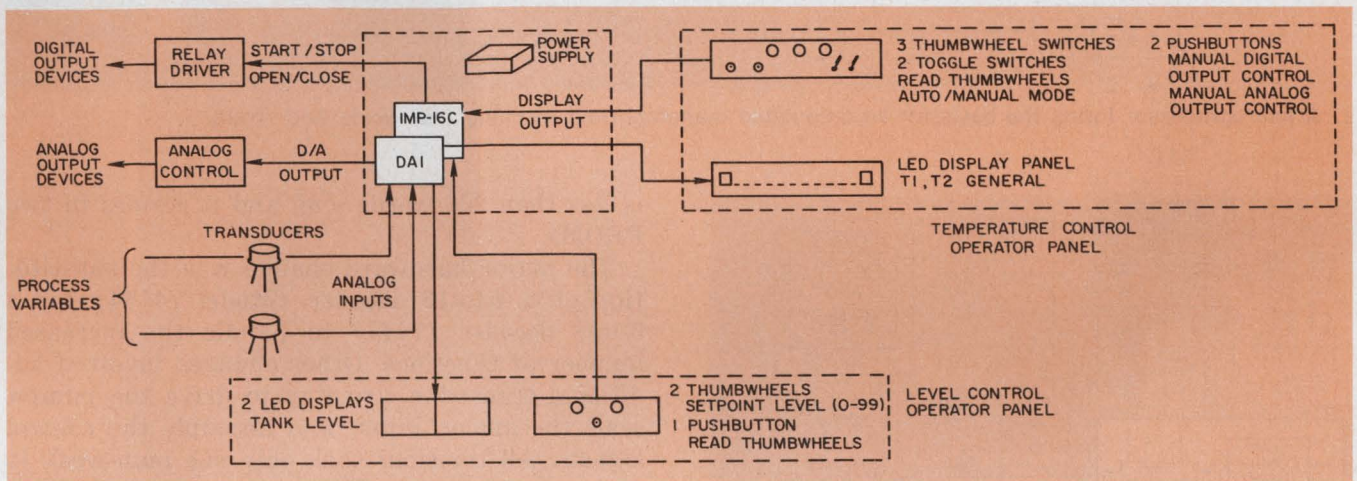 DIGITAL
OUTPUT
DEVICES
RELAY
DRIVER
START / STOP
OPEN/CLOSE
POWER
SUPPLY
IMP-16C
DAI
DISPLAY
OUTPUT
3 THUMBWHEEL SWITCHES
2 TOGGLE SWITCHES
READ THUMBWHEELS
AUTO/MANUAL MODE
2 PUSHBUTTONS
MANUAL DIGITAL
OUTPUT CONTROL
MANUAL ANALOG
OUTPUT CONTROL
ANALOG
OUTPUT
DEVICES
ANALOG
CONTROL
D/A
OUTPUT
LED DISPLAY PANEL
T1, T2 GENERAL
TEMPERATURE CONTROL
OPERATOR PANEL
TRANSDUCERS
PROCESS
VARIABLES
ANALOG
INPUTS
2 LED DISPLAYS
TANK LEVEL
2 THUMBWHEELS
SETPOINT LEVEL (0-99)
1 PUSHBUTTON
READ THUMBWHEELS
LEVEL CONTROL
OPERATOR PANEL